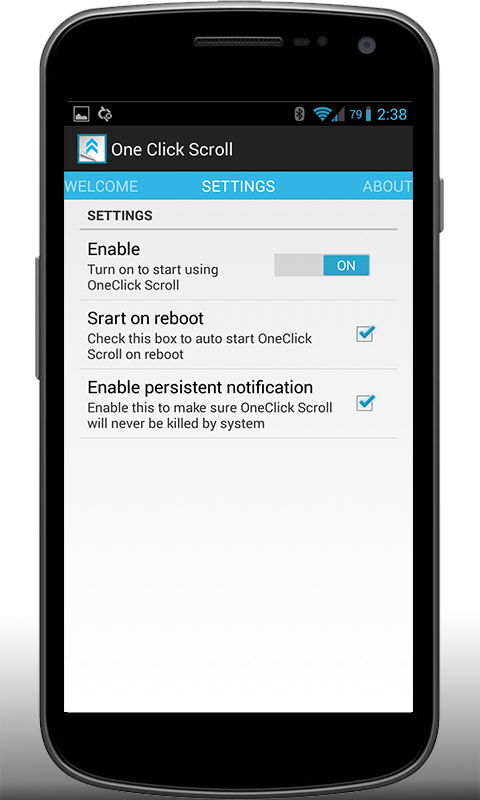 79 2:38
One Click Scroll
WELCOME SETTINGS ABOUT
SETTINGS
Enable
Turn on to start using
OneClick Scroll
ON
Srart on reboot
Check this box to auto start OneClick
Scroll on reboot
Enable persistent notification
Enable this to make sure OneClick Scroll
will never be killed by system